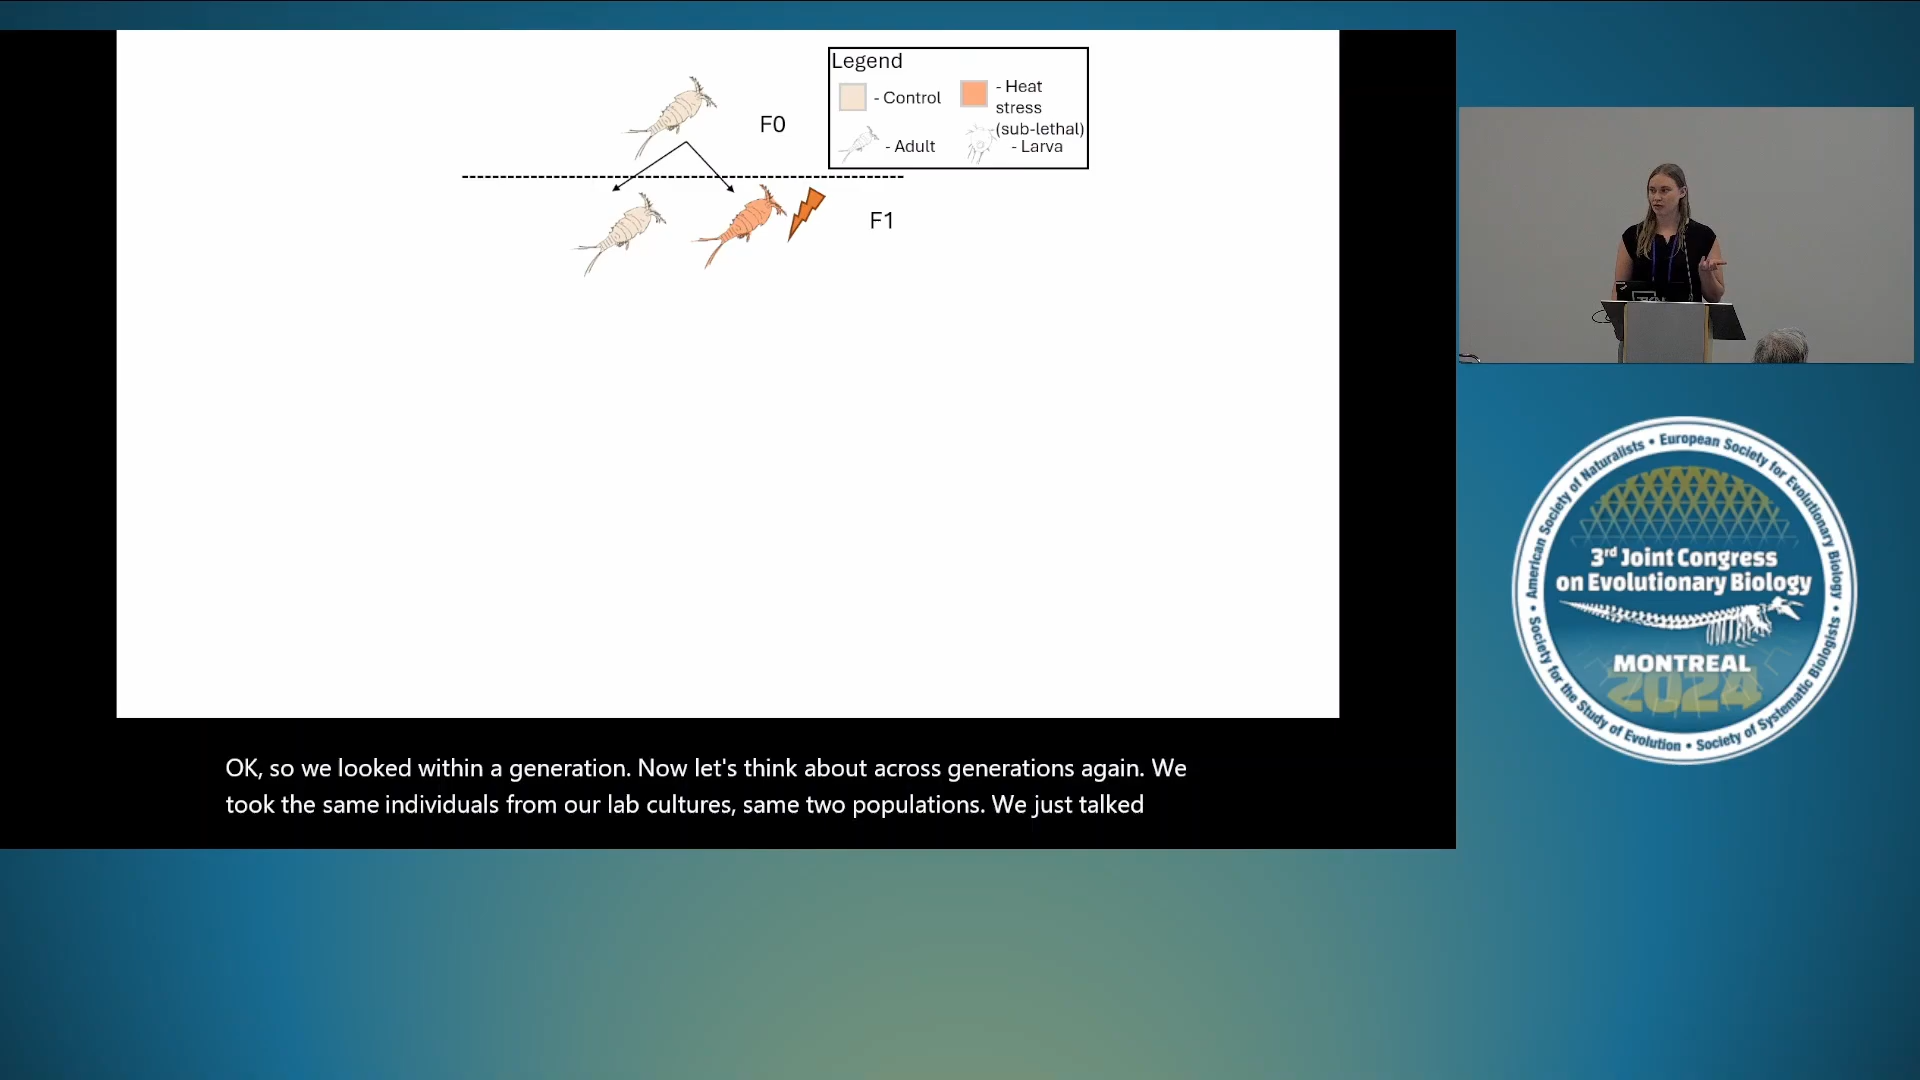 Legend
- Control
- Heat
stress
(sub-lethal)
- Adult
- Larva
F0
F1
OK, so we looked within a generation. Now let's think about across generations again. We
took the same individuals from our lab cultures, same two populations. We just talked
American Society of Naturalists • European Society for Evolutionary Biology •
Society for the Study of Evolution • Society of Systematic Biologists •
3rd Joint Congress
on Evolutionary Biology
MONTREAL
2024